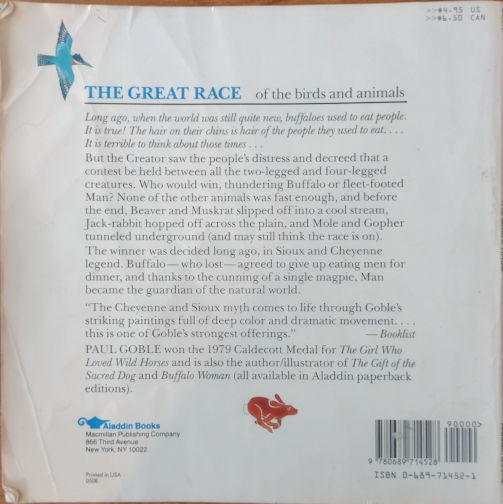 >>$4.95 US
>>$6.50 CAN
THE GREAT RACE of the birds and animals
Long ago, when the world was still quite new, buffaloes used to eat people.
It is true! The hair on their chins is hair of the people they used to eat. . . .
It is terrible to think about those times . . .
But the Creator saw the people's distress and decreed that a
contest be held between all the two-legged and four-legged
creatures. Who would win, thundering Buffalo or fleet-footed
Man? None of the other animals was fast enough, and before
the end, Beaver and Muskrat slipped off into a cool stream,
Jack-rabbit hopped off across the plain, and Mole and Gopher
tunneled underground (and may still think the race is on).
The winner was decided long ago, in Sioux and Cheyenne
legend. Buffalo—who lost—agreed to give up eating men for
dinner, and thanks to the cunning of a single magpie, Man
became the guardian of the natural world.
"The Cheyenne and Sioux myth comes to life through Goble's
striking paintings full of deep color and dramatic movement. . . .
this is one of Goble's strongest offerings." —Booklist
PAUL GOBLE won the 1979 Caldecott Medal for The Girl Who
Loved Wild Horses and is also the author/illustrator of The Gift of the
Sacred Dog and Buffalo Woman (all available in Aladdin paperback
editions).
Aladdin Books
Macmillan Publishing Company
866 Third Avenue
New York, NY 10022
Printed in USA
0506
90000>
9 780689 714528
ISBN 0-689-71452-1